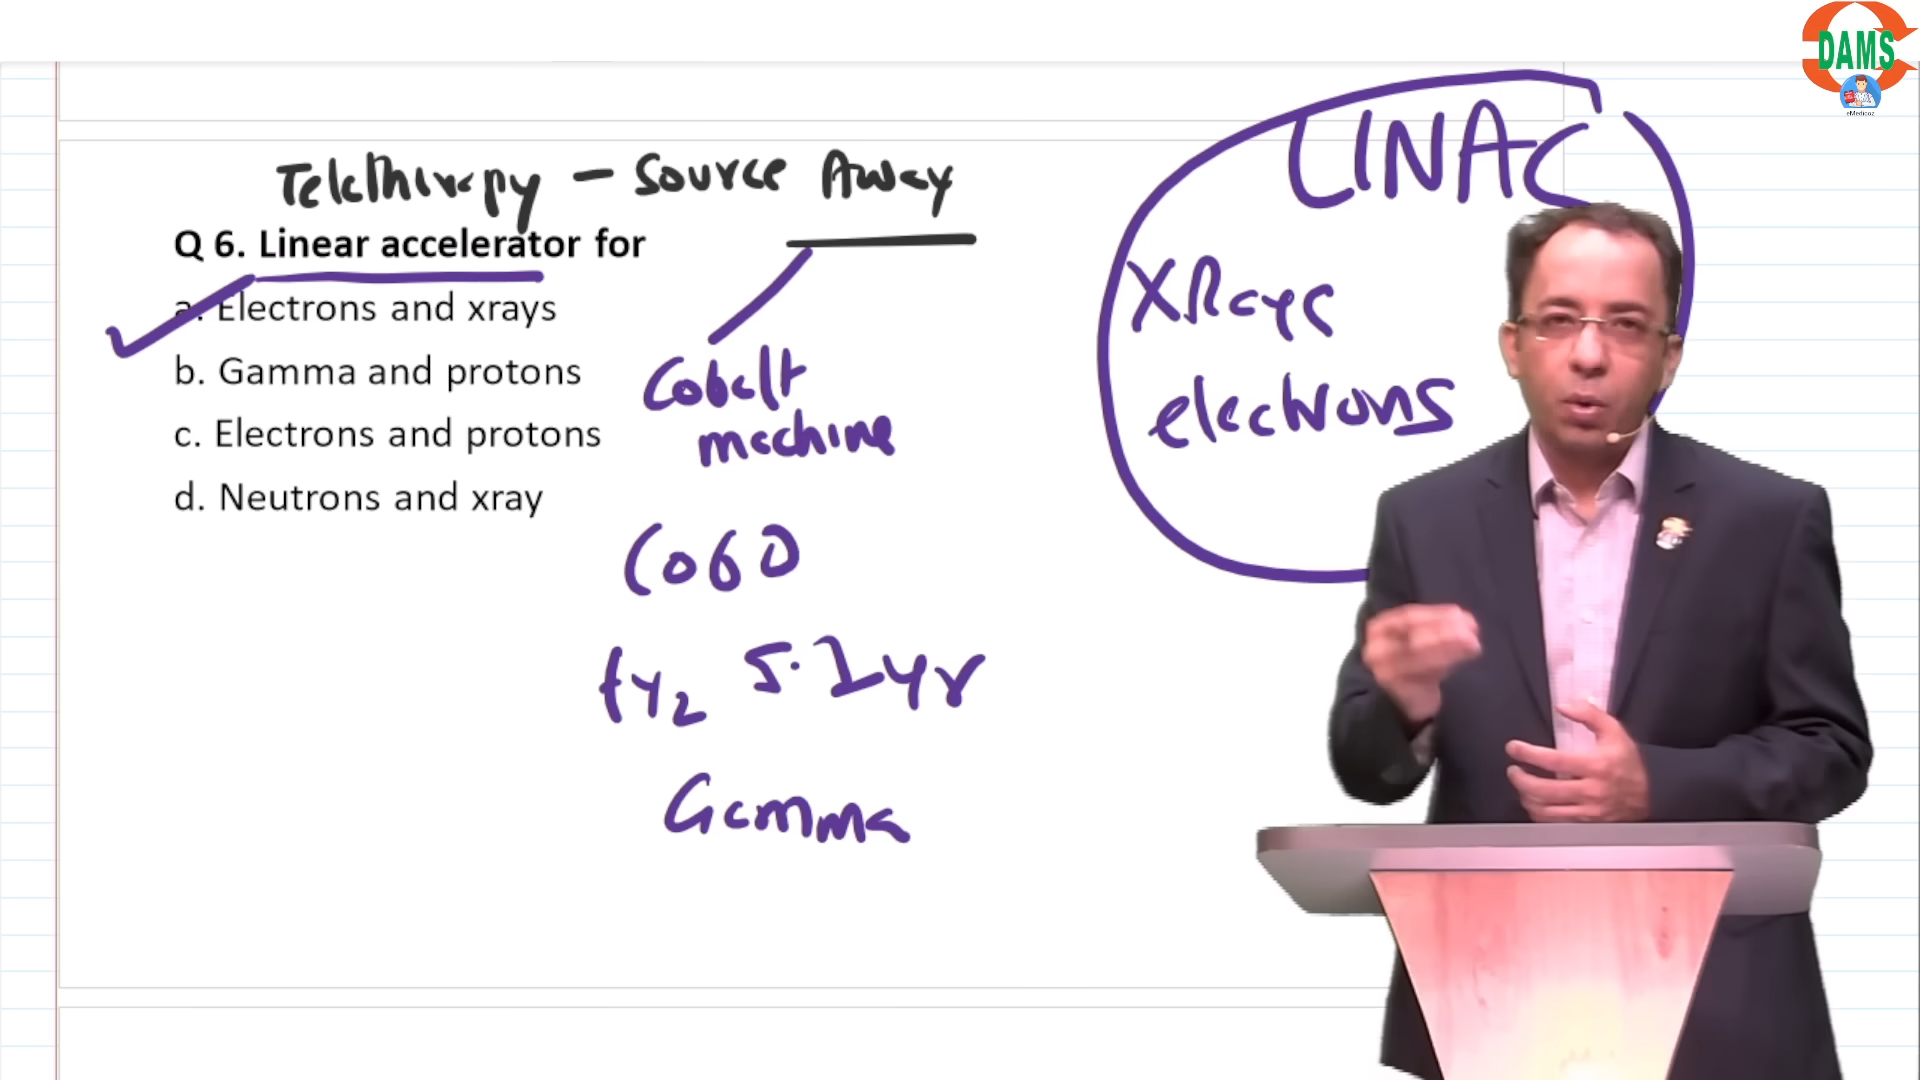 DAMS
eMedicoz
Teletherapy - Source Away
Q 6. Linear accelerator for
a. Electrons and xrays
b. Gamma and protons
c. Electrons and protons
d. Neutrons and xray
Cobalt
machine
Co60
t1/2 5.2yr
Gamma
LINAC
XRays
electrons